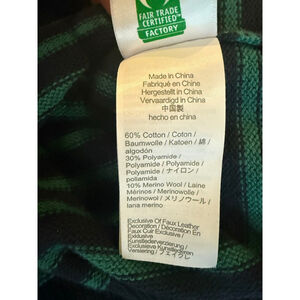 FAIR TRADE
CERTIFIED™
FACTORY
Made in China
Fabriqué en Chine
Hergestellt in China
Vervaardigd in China
中国製
hecho en china
60% Cotton / Coton /
Baumwolle / Katoen / 綿 /
algodón
30% Polyamide /
Polyamide / Polyamide /
Polyamide / ナイロン /
poliamida
10% Merino Wool / Laine
Mérinos / Merinowolle /
Merinowol / メリノウール /
lana merino
Exclusive Of Faux Leather
Decoration / Décoration En
Faux Cuir Exclusive /
Exklusive
Kunstlederverzierung /
Exclusief Kunstleren
Versiering / フェイクレ